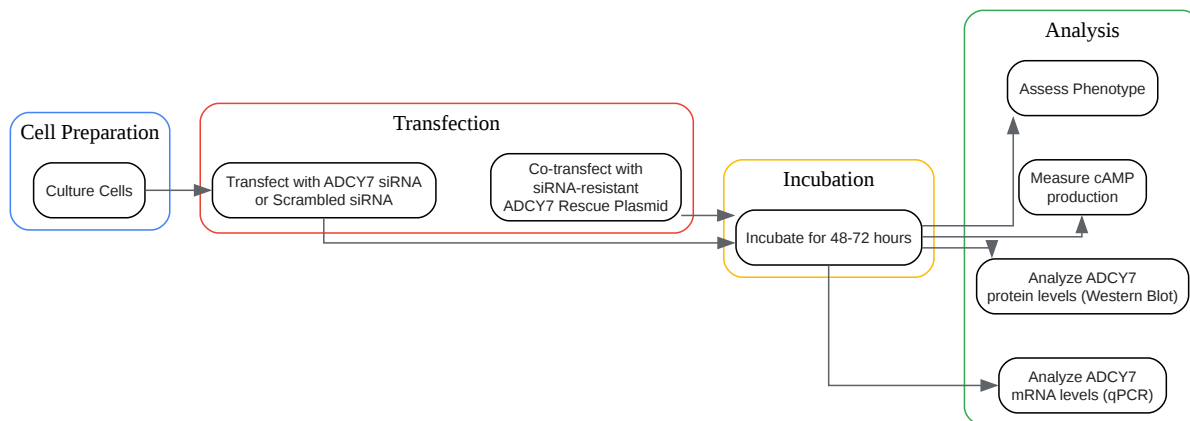 Cell Preparation
Culture Cells
Transfection
Transfect with ADCY7 siRNA
or Scrambled siRNA
Co-transfect with
siRNA-resistant
ADCY7 Rescue Plasmid
Incubation
Incubate for 48-72 hours
Analysis
Assess Phenotype
Measure cAMP
production
Analyze ADCY7
protein levels (Western Blot)
Analyze ADCY7
mRNA levels (qPCR)